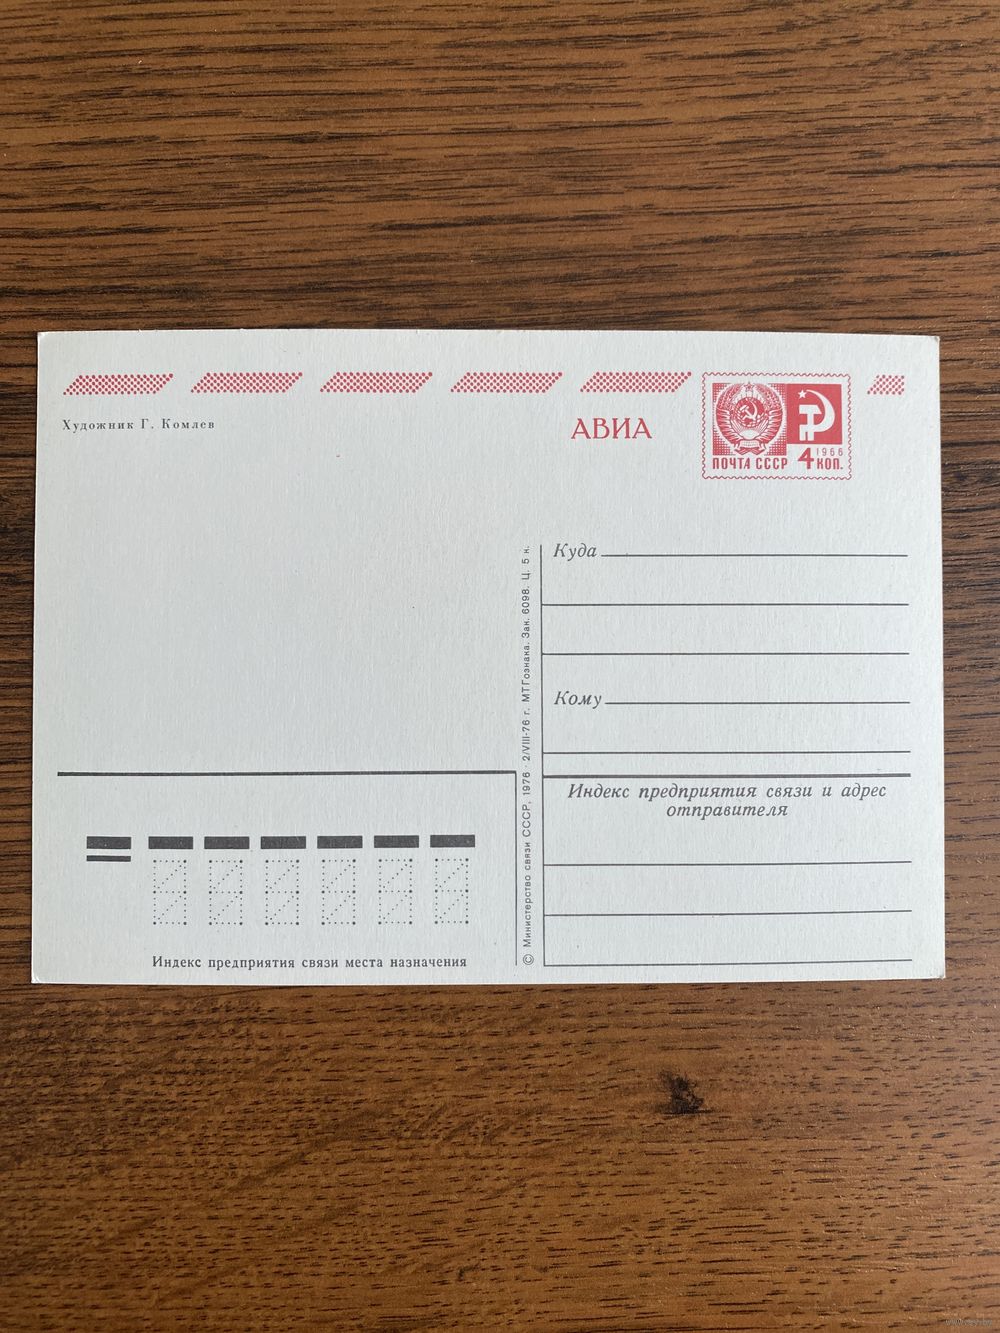 Художник Г. Комлев
АВИА
ПОЧТА СССР 4 КОП.
1966
Куда
Кому
Индекс предприятия связи и адрес
отправителя
© Министерство связи СССР, 1976 · 2/VIII-76 г. МТГознака. Зак. 6098. Ц. 5 к.
Индекс предприятия связи места назначения